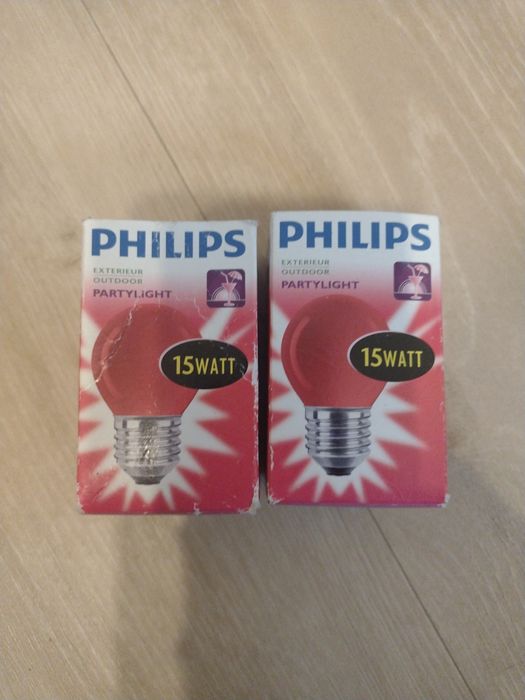 PHILIPS
EXTERIEUR
OUTDOOR
PARTYLIGHT
15WATT
PHILIPS
EXTERIEUR
OUTDOOR
PARTYLIGHT
15WATT